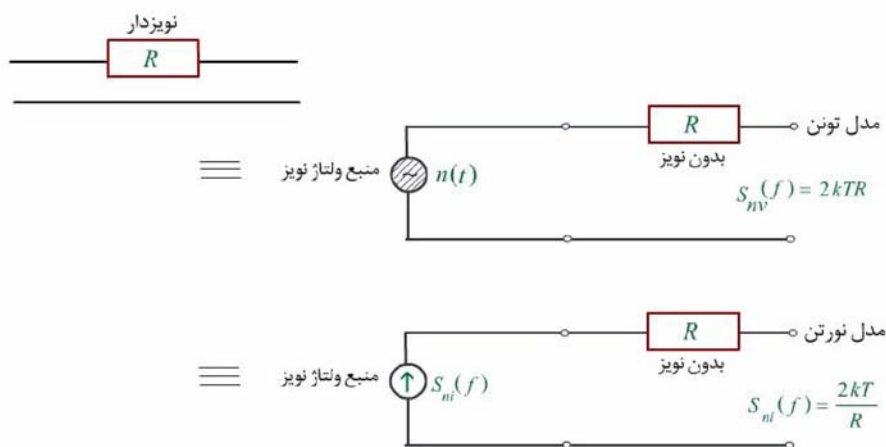 نویزدار
R
R
مدل تونن
بدون نویز
منبع ولتاژ نویز
n(t)
S_nv(f) = 2kTR
R
مدل نورتن
بدون نویز
منبع ولتاژ نویز
S_ni(f)
S_ni(f) = 2kT/R